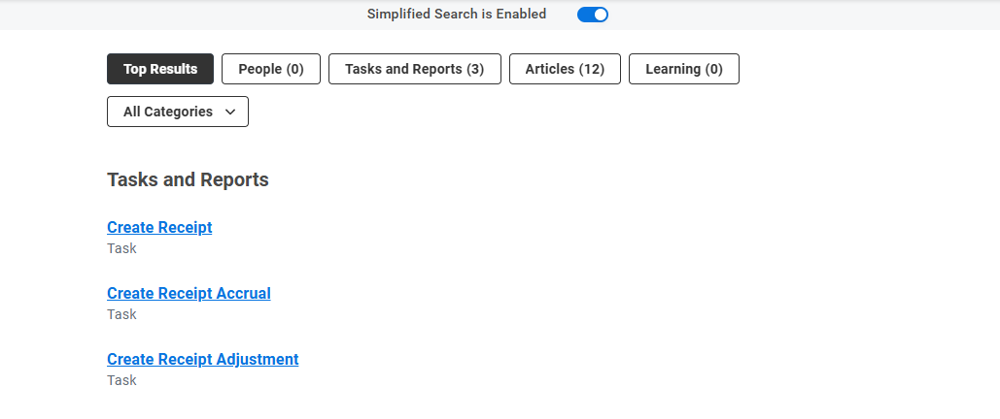 Simplified Search is Enabled
Top Results
People (0)
Tasks and Reports (3)
Articles (12)
Learning (0)
All Categories
Tasks and Reports
Create Receipt
Task
Create Receipt Accrual
Task
Create Receipt Adjustment
Task